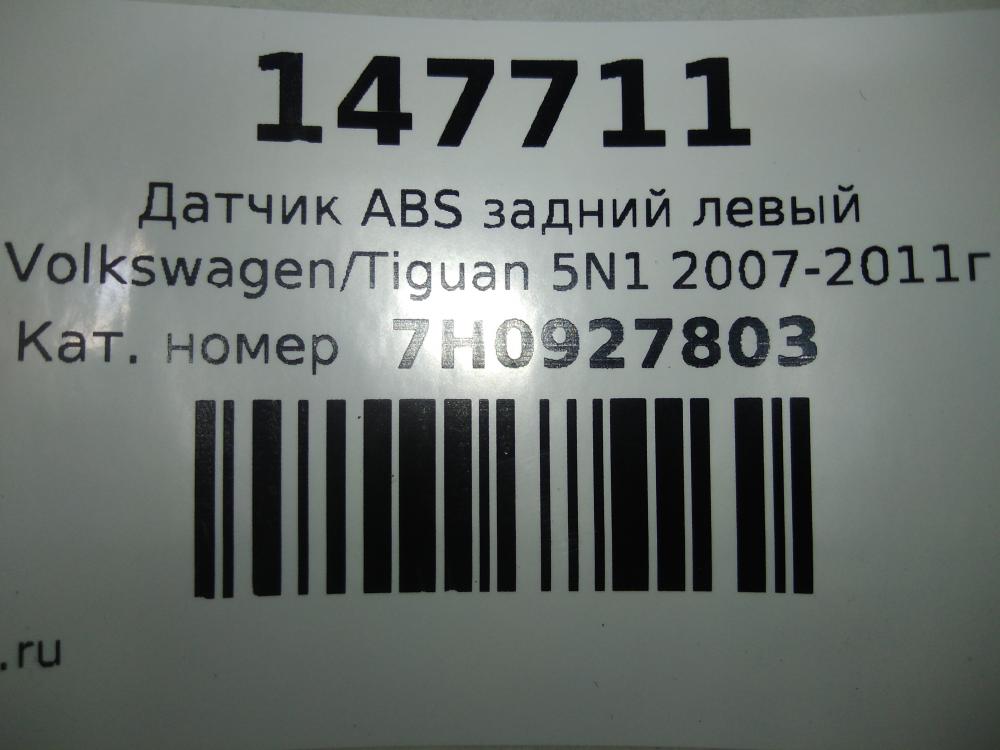 147711
Датчик ABS задний левый
Volkswagen/Tiguan 5N1 2007-2011г
Кат. номер 7H0927803
.ru